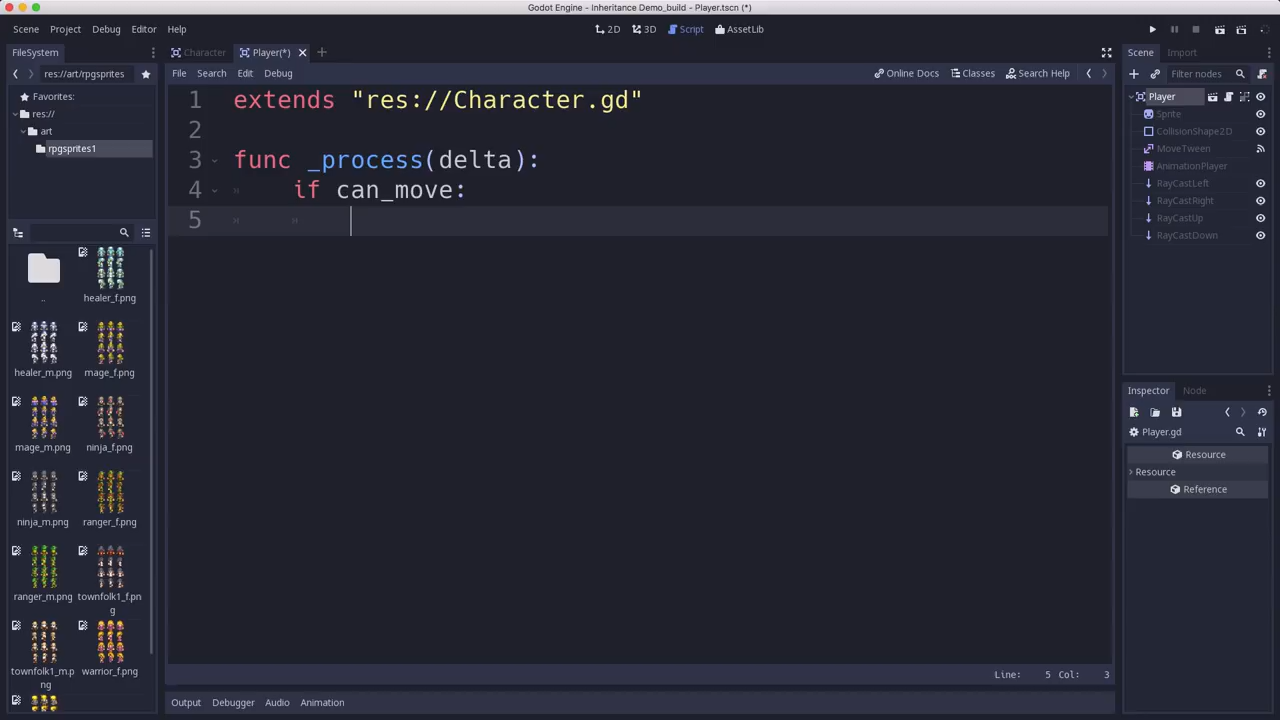 Godot Engine - Inheritance Demo_build - Player.tscn (*)
Scene Project Debug Editor Help
2D 3D Script AssetLib
FileSystem
Character Player(*)
Scene Import
res://art/rpgsprites
File Search Edit Debug
Online Docs Classes Search Help
Filter nodes
Favorites:
res://
art
rpgsprites1
1 extends "res://Character.gd"
2
3 func _process(delta):
4 if can_move:
5
Player
Sprite
CollisionShape2D
MoveTween
AnimationPlayer
RayCastLeft
RayCastRight
RayCastUp
RayCastDown
..
healer_f.png
healer_m.png
mage_f.png
mage_m.png
ninja_f.png
ninja_m.png
ranger_f.png
ranger_m.png
townfolk1_f.pn
g
townfolk1_m.p
ng
warrior_f.png
Inspector Node
Player.gd
Resource
Resource
Reference
Line: 5 Col: 3
Output Debugger Audio Animation